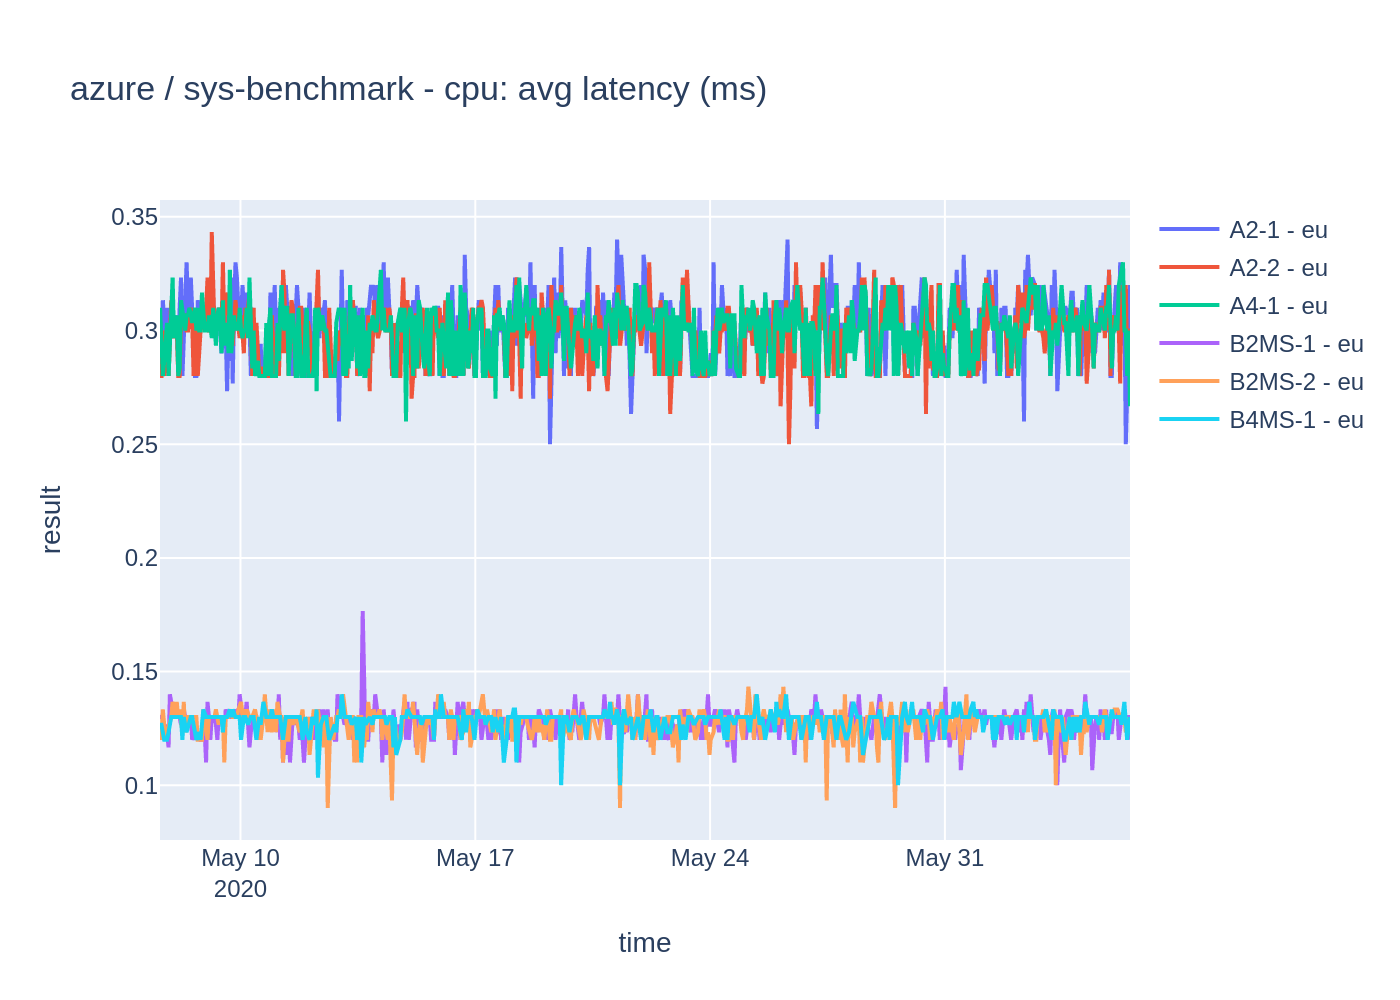 azure / sys-benchmark - cpu: avg latency (ms)
0.35
0.3
0.25
0.2
0.15
0.1
result
May 10
2020
May 17
May 24
May 31
time
A2-1 - eu
A2-2 - eu
A4-1 - eu
B2MS-1 - eu
B2MS-2 - eu
B4MS-1 - eu